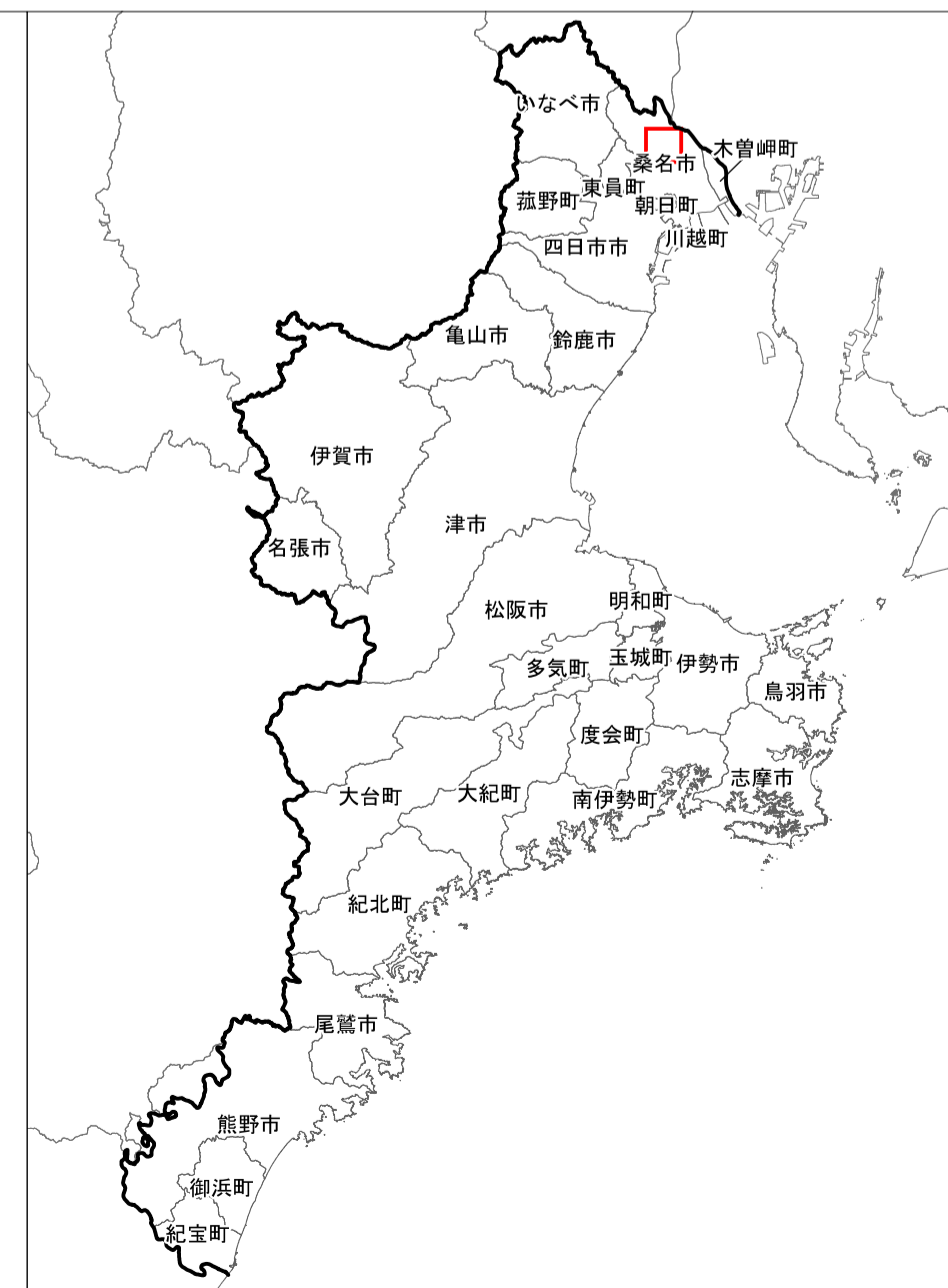 いなべ市
木曽岬町
桑名市
東員町
菰野町
朝日町
川越町
四日市市
亀山市
鈴鹿市
伊賀市
津市
名張市
明和町
松阪市
玉城町
伊勢市
多気町
鳥羽市
度会町
志摩市
大台町
大紀町
南伊勢町
紀北町
尾鷲市
熊野市
御浜町
紀宝町